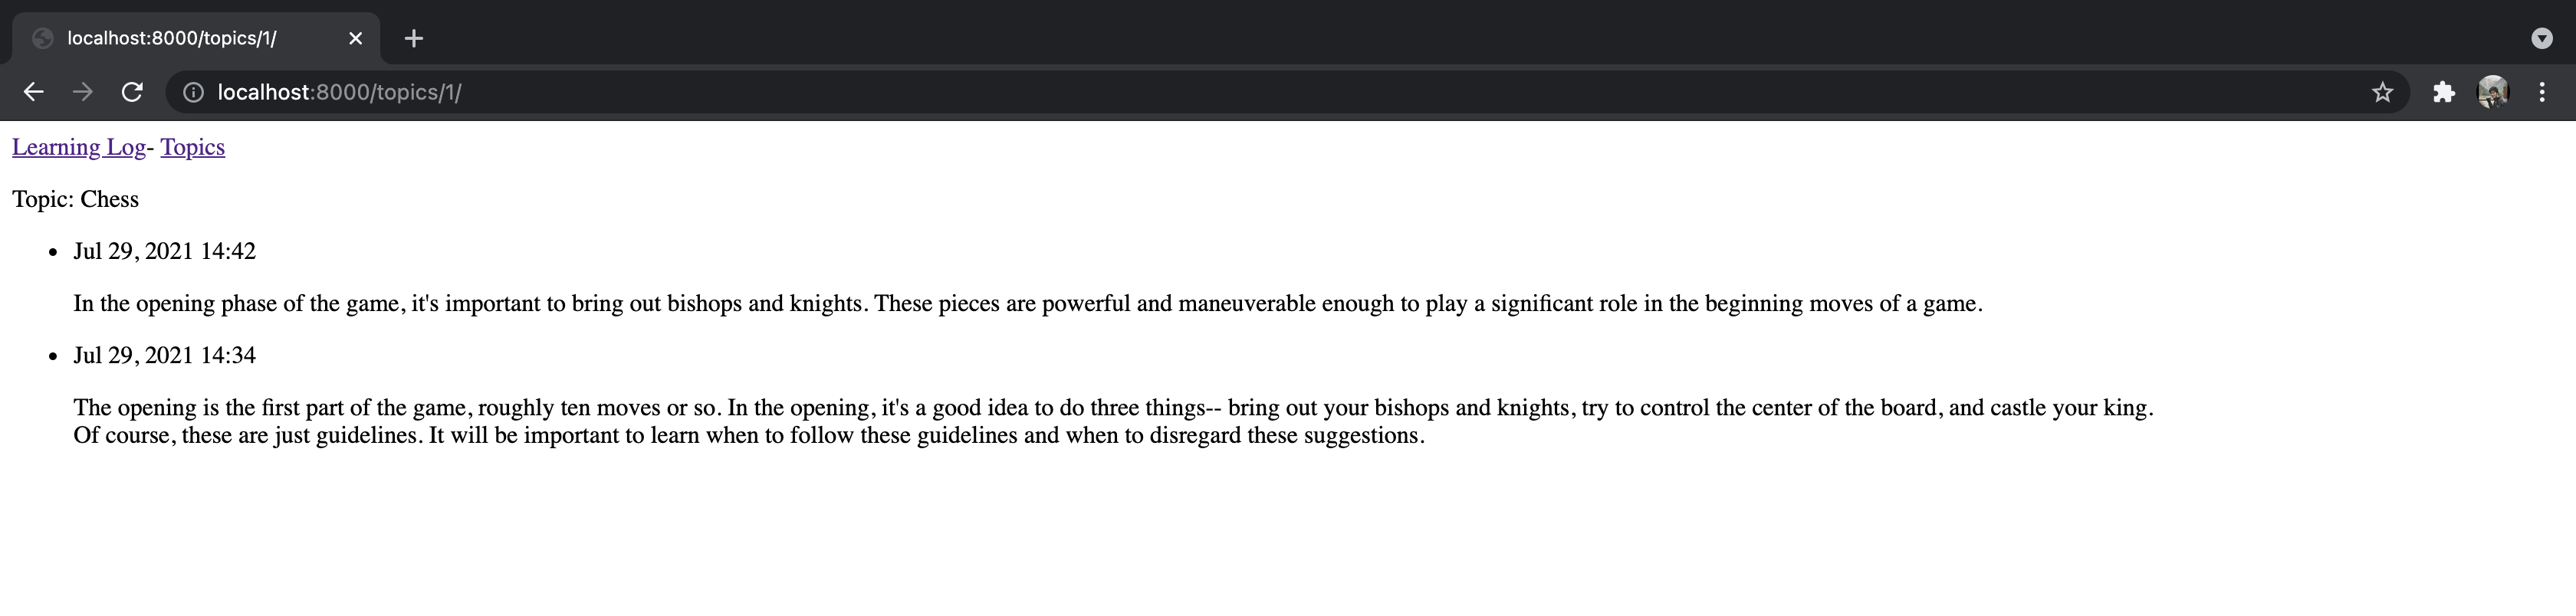 localhost:8000/topics/1/
localhost:8000/topics/1/
Learning Log- Topics
Topic: Chess
Jul 29, 2021 14:42
In the opening phase of the game, it's important to bring out bishops and knights. These pieces are powerful and maneuverable enough to play a significant role in the beginning moves of a game.
Jul 29, 2021 14:34
The opening is the first part of the game, roughly ten moves or so. In the opening, it's a good idea to do three things-- bring out your bishops and knights, try to control the center of the board, and castle your king.
Of course, these are just guidelines. It will be important to learn when to follow these guidelines and when to disregard these suggestions.